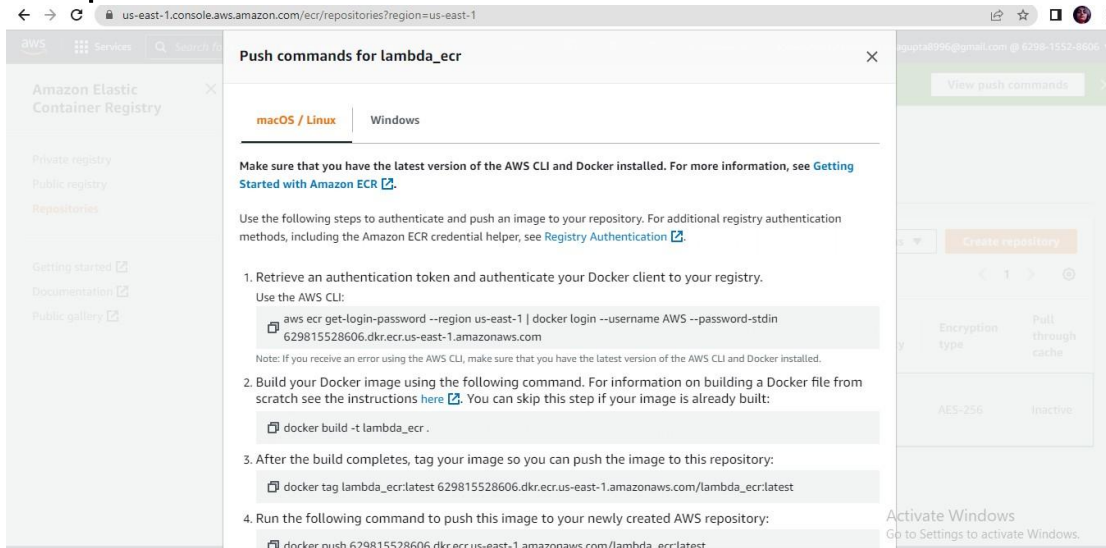 us-east-1.console.aws.amazon.com/ecr/repositories?region=us-east-1
aws Services Search
agupta8996@gmail.com @ 6298-1552-8606
Push commands for lambda_ecr
View push commands
Amazon Elastic
Container Registry
macOS / Linux Windows
Private registry
Public registry
Repositories
Getting started
Documentation
Public gallery
Make sure that you have the latest version of the AWS CLI and Docker installed. For more information, see Getting
Started with Amazon ECR.
Use the following steps to authenticate and push an image to your repository. For additional registry authentication
methods, including the Amazon ECR credential helper, see Registry Authentication.
1. Retrieve an authentication token and authenticate your Docker client to your registry.
Use the AWS CLI:
aws ecr get-login-password --region us-east-1 | docker login --username AWS --password-stdin
629815528606.dkr.ecr.us-east-1.amazonaws.com
Note: If you receive an error using the AWS CLI, make sure that you have the latest version of the AWS CLI and Docker installed.
2. Build your Docker image using the following command. For information on building a Docker file from
scratch see the instructions here. You can skip this step if your image is already built:
docker build -t lambda_ecr .
3. After the build completes, tag your image so you can push the image to this repository:
docker tag lambda_ecr:latest 629815528606.dkr.ecr.us-east-1.amazonaws.com/lambda_ecr:latest
4. Run the following command to push this image to your newly created AWS repository:
docker push 629815528606.dkr.ecr.us-east-1.amazonaws.com/lambda_ecr:latest
Create repository
1
Encryption
type
Pull
through
cache
AES-256 Inactive
Activate Windows
Go to Settings to activate Windows.